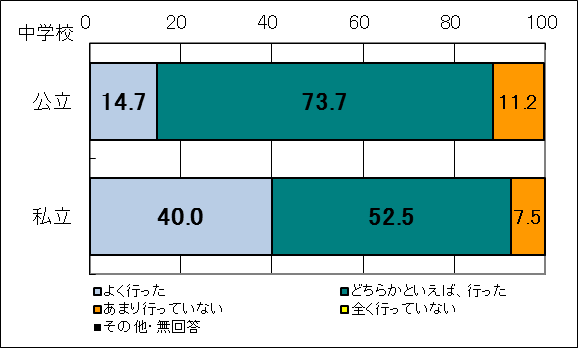 中学校 0 20 40 60 80 100
公立 14.7 73.7 11.2
私立 40.0 52.5 7.5
よく行った どちらかといえば、行った
あまり行っていない 全く行っていない
その他・無回答